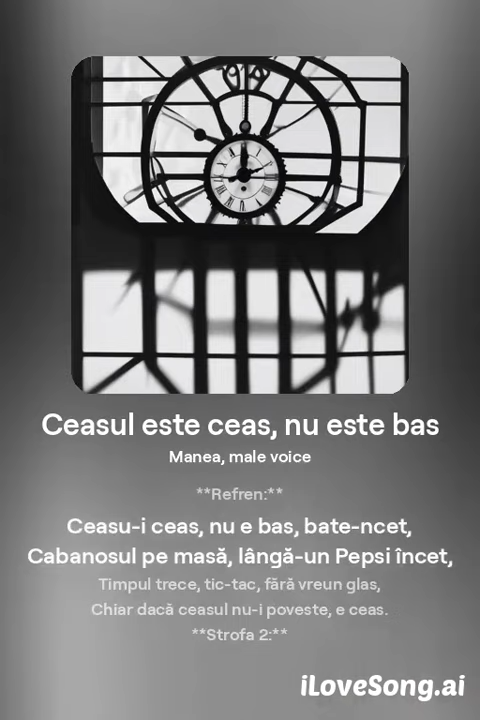 Ceasul este ceas, nu este bas
Manea, male voice
**Refren:**
Ceasu-i ceas, nu e bas, bate-ncet,
Cabanosul pe masă, lângă-un Pepsi încet,
Timpul trece, tic-tac, fără vreun glas,
Chiar dacă ceasul nu-i poveste, e ceas.
**Strofa 2:**
iLoveSong.ai